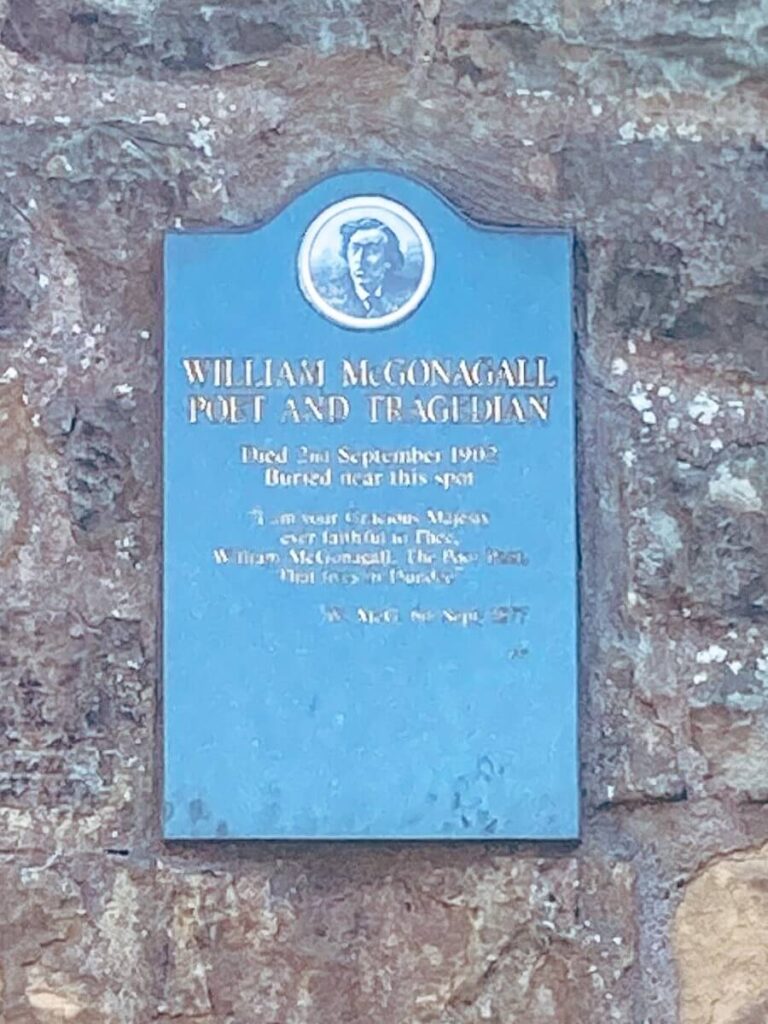 WILLIAM McGONAGALL
POET AND TRAGEDIAN
Died 2nd September 1902
Buried near this spot
"I am your Gracious Majesty
ever faithful to Thee,
William McGonagall, The Poor Poet,
That lives in Dundee"
W. McG. 6th Sept. 1877